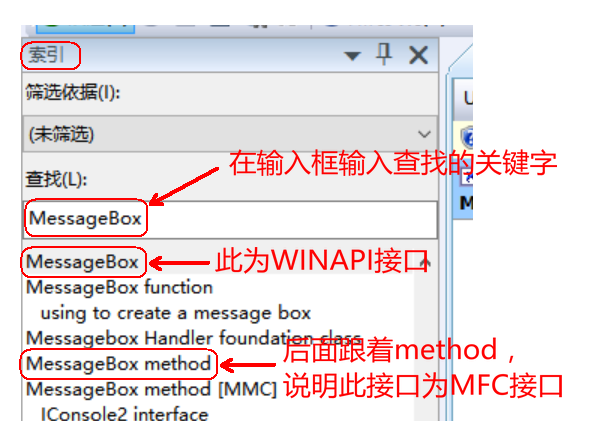 索引
筛选依据(I):
(未筛选)
在输入框输入查找的关键字
查找(L):
MessageBox
MessageBox
此为WINAPI接口
MessageBox function
using to create a message box
Messagebox Handler foundation class
MessageBox method
后面跟着method，
说明此接口为MFC接口
MessageBox method [MMC]
IConsole2 interface